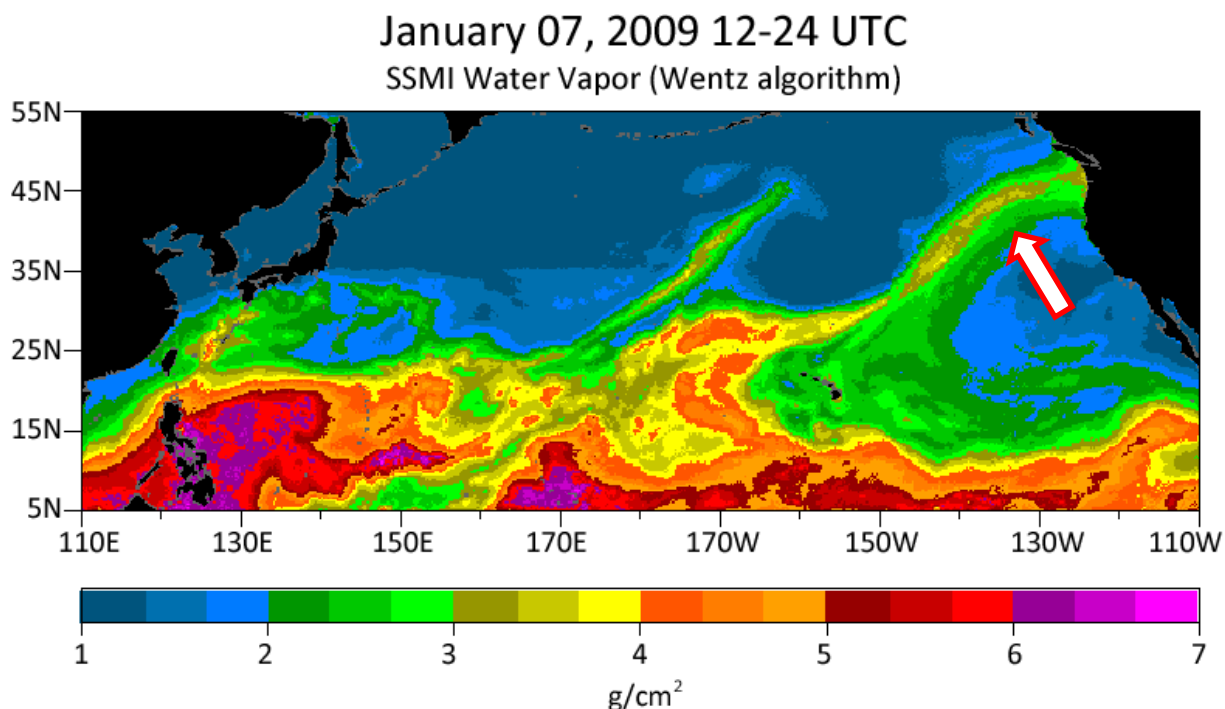 January 07, 2009 12-24 UTC
SSMI Water Vapor (Wentz algorithm)
55N
45N
35N
25N
15N
5N
110E 130E 150E 170E 170W 150W 130W 110W
1 2 3 4 5 6 7
g/cm²